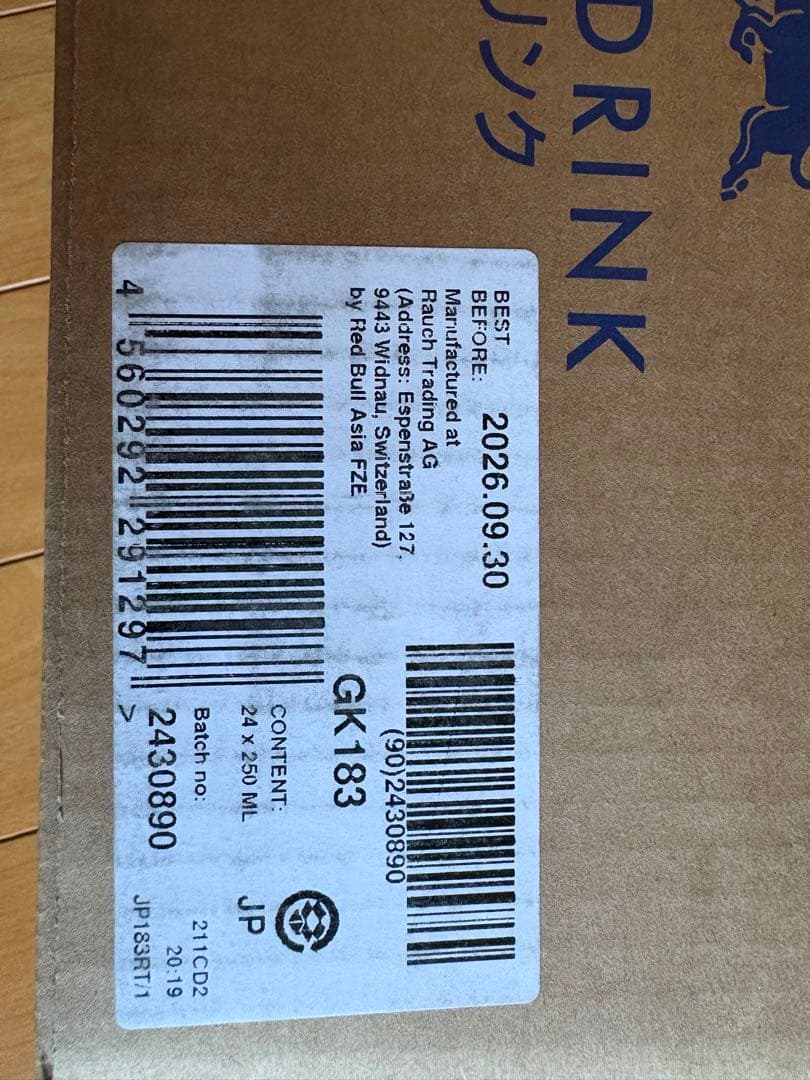 DRINK
リンク
BEST
BEFORE: 2026.09.30
Manufactured at
Rauch Trading AG
(Address: Espenstraße 127,
9443 Widnau, Switzerland)
by Red Bull Asia FZE
(90)2430890
GK183
4 560292 291297 >
CONTENT:
24 x 250 ML
JP
Batch no:
2430890
211CD2
20:19
JP183RT/1